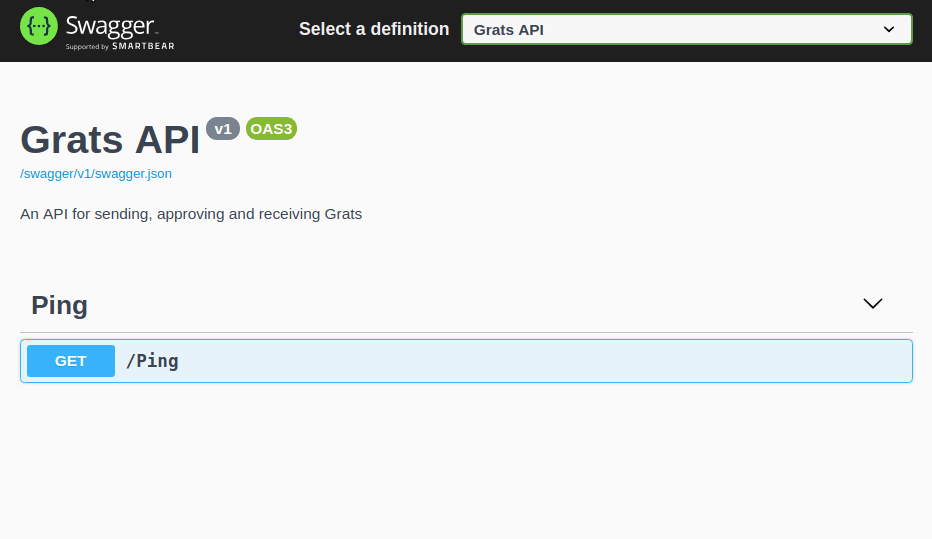 {···} Swagger
Supported by SMARTBEAR
Select a definition
Grats API
Grats API v1 OAS3
/swagger/v1/swagger.json
An API for sending, approving and receiving Grats
Ping
GET /Ping